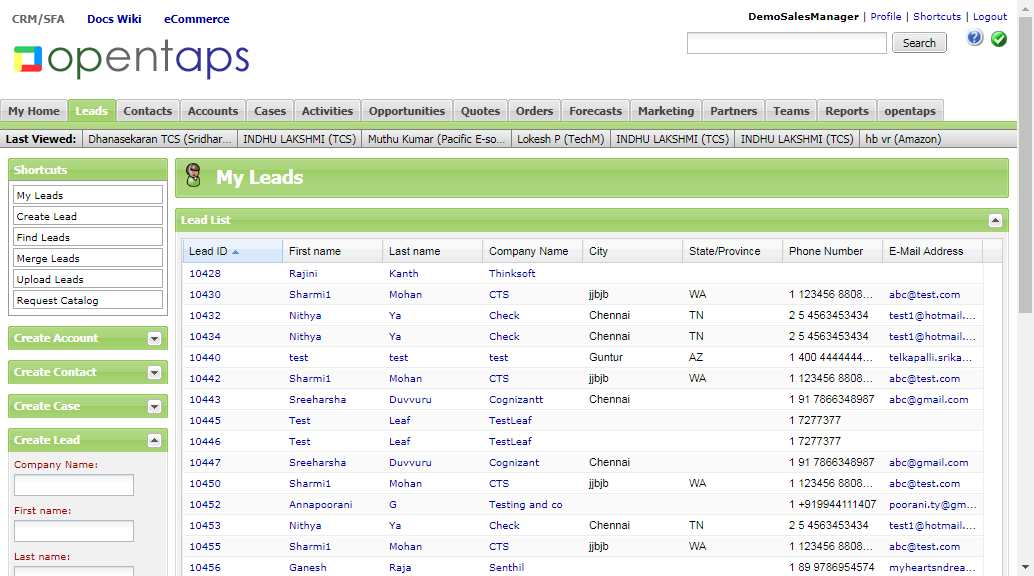 CRM/SFA Docs Wiki eCommerce
DemoSalesManager | Profile | Shortcuts | Logout
opentaps
Search
My Home Leads Contacts Accounts Cases Activities Opportunities Quotes Orders Forecasts Marketing Partners Teams Reports opentaps
Last Viewed: Dhanasekaran TCS (Sridhar... INDHU LAKSHMI (TCS) Muthu Kumar (Pacific E-so... Lokesh P (TechM) INDHU LAKSHMI (TCS) INDHU LAKSHMI (TCS) hb vr (Amazon)
Shortcuts
My Leads
Create Lead
Find Leads
Merge Leads
Upload Leads
Request Catalog
Create Account
Create Contact
Create Case
Create Lead
Company Name:
First name:
Last name:
My Leads
Lead List
Lead ID First name Last name Company Name City State/Province Phone Number E-Mail Address
10428 Rajini Kanth Thinksoft
10430 Sharmi1 Mohan CTS jjbjb WA 1 123456 8808... abc@test.com
10432 Nithya Ya Check Chennai TN 2 5 4563453434 test1@hotmail....
10434 Nithya Ya Check Chennai TN 2 5 4563453434 test1@hotmail....
10440 test test test Guntur AZ 1 400 4444444... telkapalli.srika...
10442 Sharmi1 Mohan CTS jjbjb WA 1 123456 8808... abc@test.com
10443 Sreeharsha Duvvuru Cognizantt Chennai 1 91 7866348987 abc@gmail.com
10445 Test Leaf TestLeaf 1 7277377
10446 Test Leaf TestLeaf 1 7277377
10447 Sreeharsha Duvvuru Cognizant Chennai 1 91 7866348987 abc@gmail.com
10450 Sharmi1 Mohan CTS jjbjb WA 1 123456 8808... abc@test.com
10452 Annapoorani G Testing and co 1 +919944111407 poorani.ty@gm...
10453 Nithya Ya Check Chennai TN 2 5 4563453434 test1@hotmail....
10455 Sharmi1 Mohan CTS jjbjb WA 1 123456 8808... abc@test.com
10456 Ganesh Raja Senthil 1 89 9786954574 myheartsndrea...